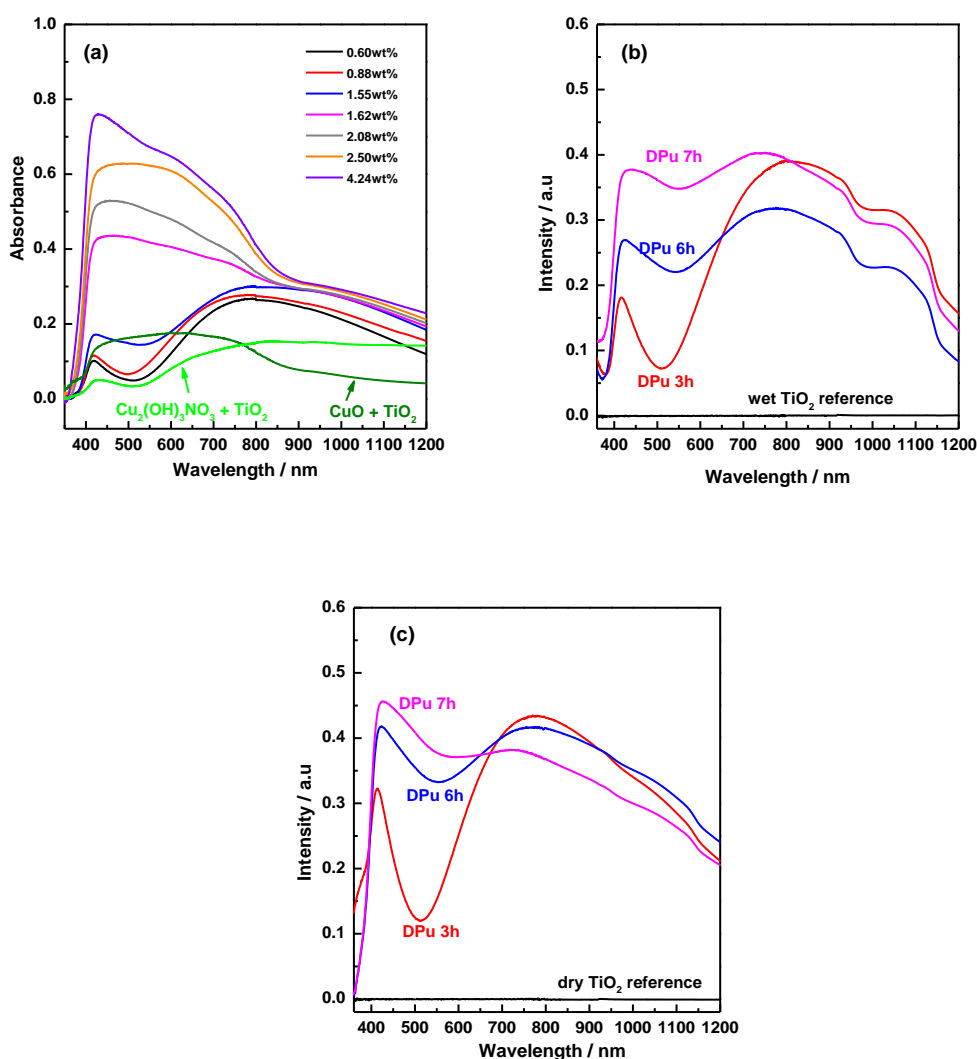 (a)
0.60wt%
0.88wt%
1.55wt%
1.62wt%
2.08wt%
2.50wt%
4.24wt%
1.0
0.8
0.6
0.4
0.2
0.0
Absorbance
Cu₂(OH)₃NO₃ + TiO₂
CuO + TiO₂
400 500 600 700 800 900 1000 1100 1200
Wavelength / nm
(b)
0.6
0.5
0.4
0.3
0.2
0.1
0.0
Intensity / a.u
DPu 7h
DPu 6h
DPu 3h
wet TiO₂ reference
400 500 600 700 800 900 1000 1100 1200
Wavelength / nm
(c)
0.6
0.5
0.4
0.3
0.2
0.1
0.0
Intensity / a.u
DPu 7h
DPu 6h
DPu 3h
dry TiO₂ reference
400 500 600 700 800 900 1000 1100 1200
Wavelength / nm